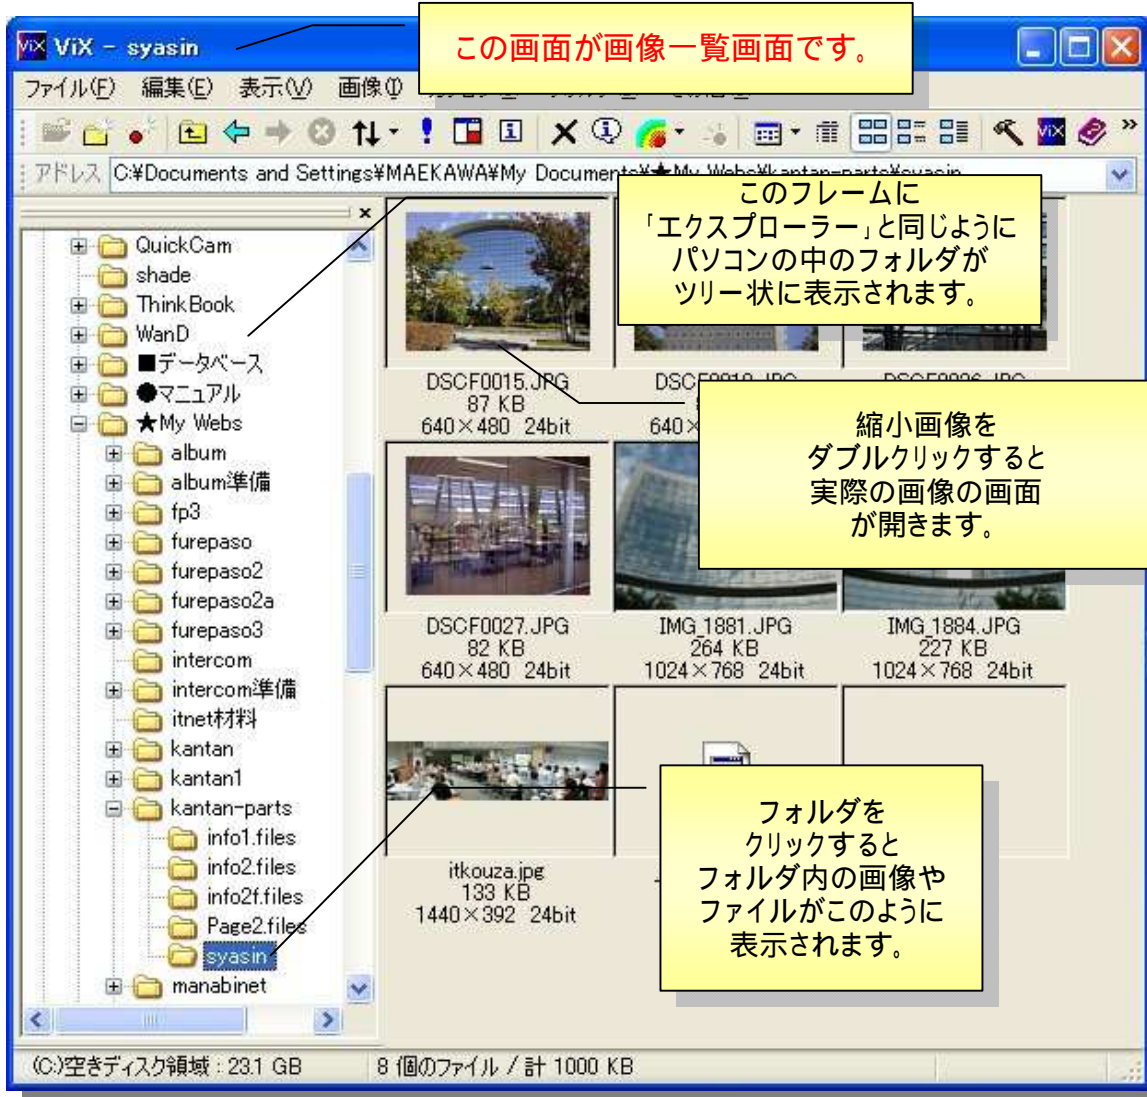 ViX - syasin
この画面が画像一覧画面です。
ファイル(F) 編集(E) 表示(V) 画像(I)
アドレス C:¥Documents and Settings¥MAEKAWA¥My Documents¥★My Webs¥kantan-parts¥syasin
このフレームに
「エクスプローラー」と同じように
パソコンの中のフォルダが
ツリー状に表示されます。
QuickCam
shade
ThinkBook
WanD
■データベース
●マニュアル
★My Webs
album
album準備
fp3
furepaso
furepaso2
furepaso2a
furepaso3
intercom
intercom準備
itnet材料
kantan
kantan1
kantan-parts
info1.files
info2.files
info2f.files
Page2.files
syasin
manabinet
DSCF0015.JPG
87 KB
640×480 24bit
縮小画像を
ダブルクリックすると
実際の画像の画面
が開きます。
DSCF0027.JPG
82 KB
640×480 24bit
IMG_1881.JPG
264 KB
1024×768 24bit
IMG_1884.JPG
227 KB
1024×768 24bit
itkouza.jpg
133 KB
1440×392 24bit
フォルダを
クリックすると
フォルダ内の画像や
ファイルがこのように
表示されます。
(C:)空きディスク領域 : 23.1 GB
8 個のファイル / 計 1000 KB